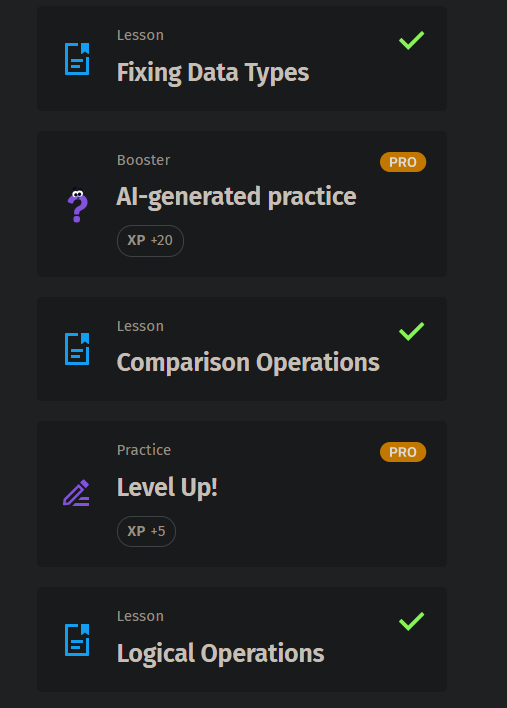 Lesson
Fixing Data Types
Booster
PRO
AI-generated practice
XP +20
Lesson
Comparison Operations
Practice
PRO
Level Up!
XP +5
Lesson
Logical Operations